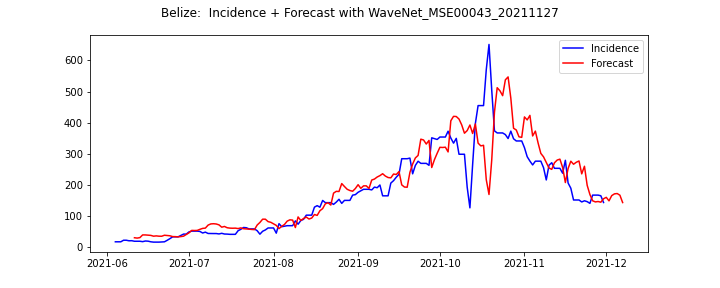 Belize:  Incidence + Forecast with WaveNet_MSE00043_20211127
Incidence
Forecast
600
500
400
300
200
100
0
2021-06 2021-07 2021-08 2021-09 2021-10 2021-11 2021-12